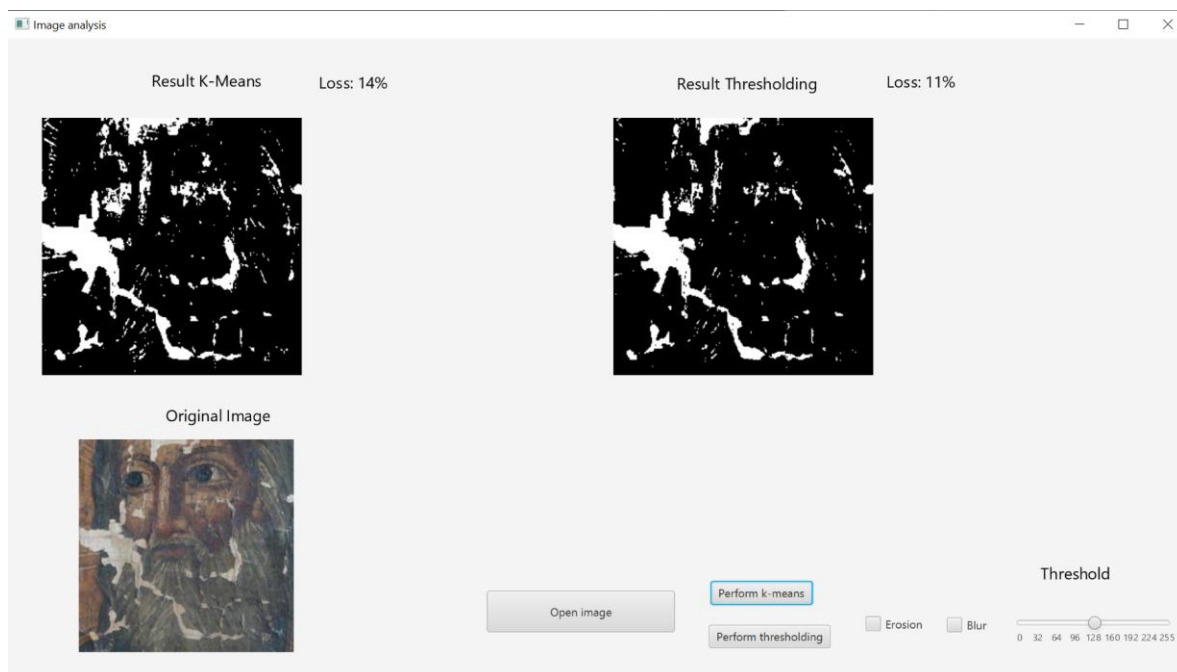 Image analysis
Result K-Means
Loss: 14%
Result Thresholding
Loss: 11%
Original Image
Threshold
Perform k-means
Open image
Erosion
Blur
Perform thresholding
0 32 64 96 128 160 192 224 255